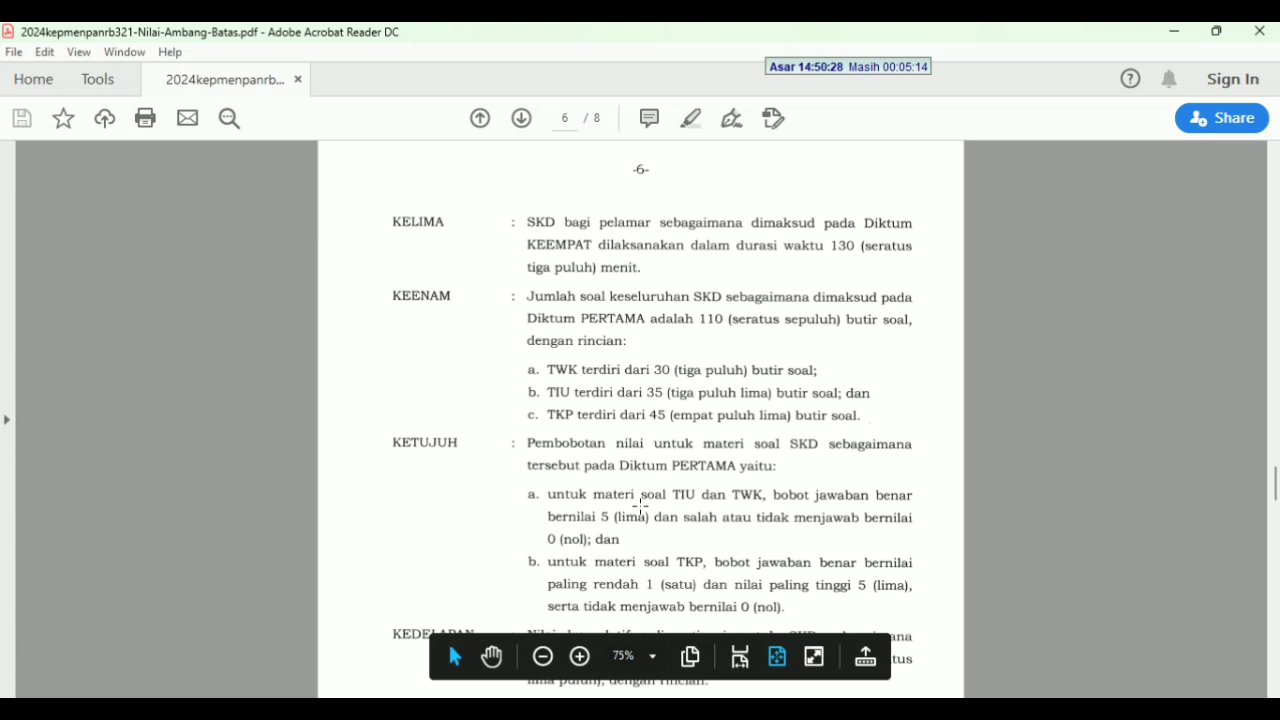 2024kepmenpanrb321-Nilai-Ambang-Batas.pdf - Adobe Acrobat Reader DC
File Edit View Window Help
Asar 14:50:28 Masih 00:05:14
Home Tools 2024kepmenpanrb... × Sign In
6 / 8 Share
-6-
KELIMA : SKD bagi pelamar sebagaimana dimaksud pada Diktum
KEEMPAT dilaksanakan dalam durasi waktu 130 (seratus
tiga puluh) menit.
KEENAM : Jumlah soal keseluruhan SKD sebagaimana dimaksud pada
Diktum PERTAMA adalah 110 (seratus sepuluh) butir soal,
dengan rincian:
a. TWK terdiri dari 30 (tiga puluh) butir soal;
b. TIU terdiri dari 35 (tiga puluh lima) butir soal; dan
c. TKP terdiri dari 45 (empat puluh lima) butir soal.
KETUJUH : Pembobotan nilai untuk materi soal SKD sebagaimana
tersebut pada Diktum PERTAMA yaitu:
a. untuk materi soal TIU dan TWK, bobot jawaban benar
bernilai 5 (lima) dan salah atau tidak menjawab bernilai
0 (nol); dan
b. untuk materi soal TKP, bobot jawaban benar bernilai
paling rendah 1 (satu) dan nilai paling tinggi 5 (lima),
serta tidak menjawab bernilai 0 (nol).
KEDELAPAN
75%